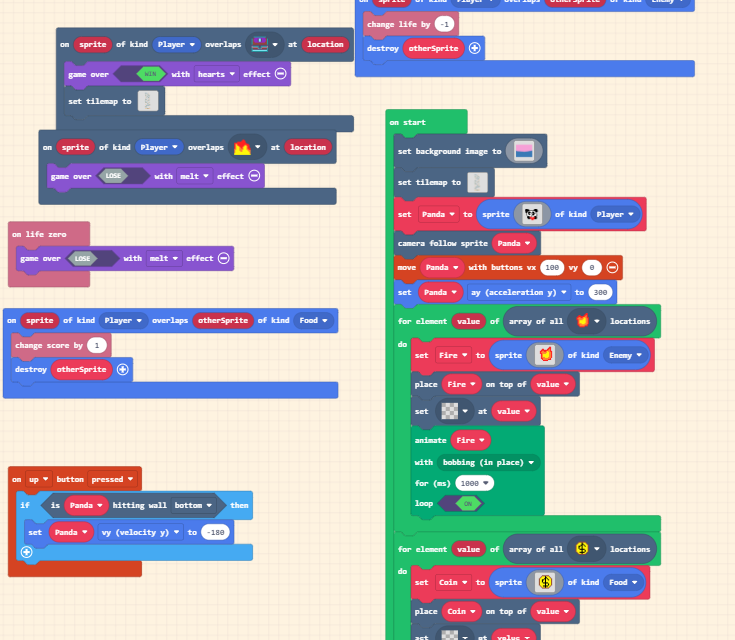 on sprite of kind Player overlaps otherSprite of kind Enemy
change life by -1
destroy otherSprite
on sprite of kind Player overlaps at location
game over WIN with hearts effect
set tilemap to
on sprite of kind Player overlaps at location
game over LOSE with melt effect
on life zero
game over LOSE with melt effect
on sprite of kind Player overlaps otherSprite of kind Food
change score by 1
destroy otherSprite
on up button pressed
if is Panda hitting wall bottom then
set Panda vy (velocity y) to -180
on start
set background image to
set tilemap to
set Panda to sprite of kind Player
camera follow sprite Panda
move Panda with buttons vx 100 vy 0
set Panda ay (acceleration y) to 300
for element value of array of all locations
do
set Fire to sprite of kind Enemy
place Fire on top of value
set at value
animate Fire
with bobbing (in place)
for (ms) 1000
loop ON
for element value of array of all locations
do
set Coin to sprite of kind Food
place Coin on top of value
set at value